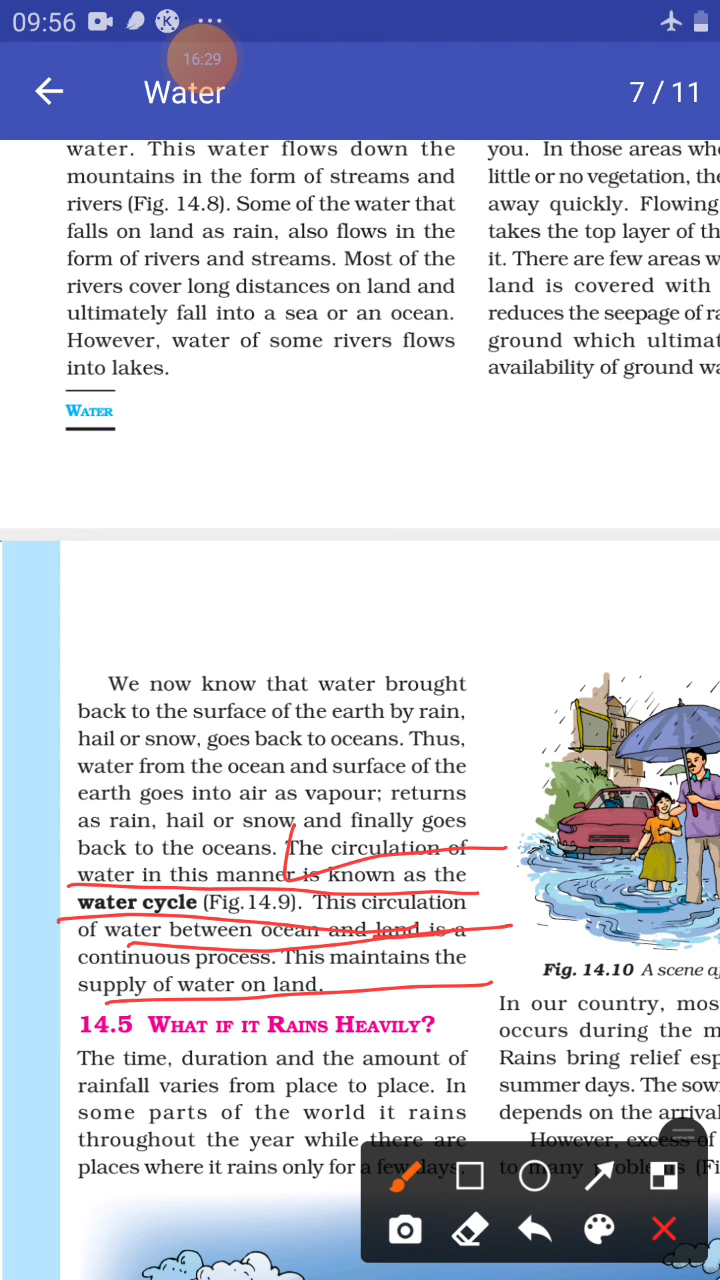 09:56
16:29
Water
7 / 11
water. This water flows down the
mountains in the form of streams and
rivers (Fig. 14.8). Some of the water that
falls on land as rain, also flows in the
form of rivers and streams. Most of the
rivers cover long distances on land and
ultimately fall into a sea or an ocean.
However, water of some rivers flows
into lakes.
WATER
you. In those areas
little or no vegetation,
away quickly. Flowing
takes the top layer of
it. There are few areas
land is covered with
reduces the seepage of
ground which
availability of ground
We now know that water brought
back to the surface of the earth by rain,
hail or snow, goes back to oceans. Thus,
water from the ocean and surface of the
earth goes into air as vapour; returns
as rain, hail or snow and finally goes
back to the oceans. The circulation of
water in this manner is known as the
water cycle (Fig.14.9). This circulation
of water between ocean and land is a
continuous process. This maintains the
supply of water on land.
14.5 WHAT IF IT RAINS HEAVILY?
The time, duration and the amount of
rainfall varies from place to place. In
some parts of the world it rains
throughout the year while there are
places where it rains only for a few days.
Fig. 14.10 A scene
In our country,
occurs during the
Rains bring relief
summer days. The
depends on the
However, excess of
to many
K